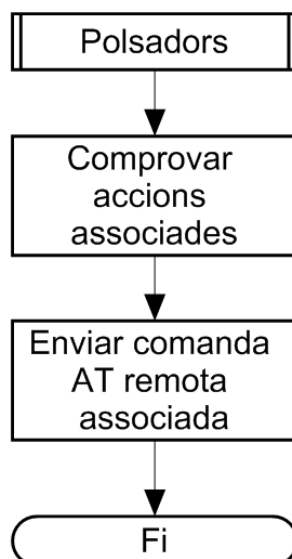 Polsadors
Comprovar
accions
associades
Enviar comanda
AT remota
associada
Fi